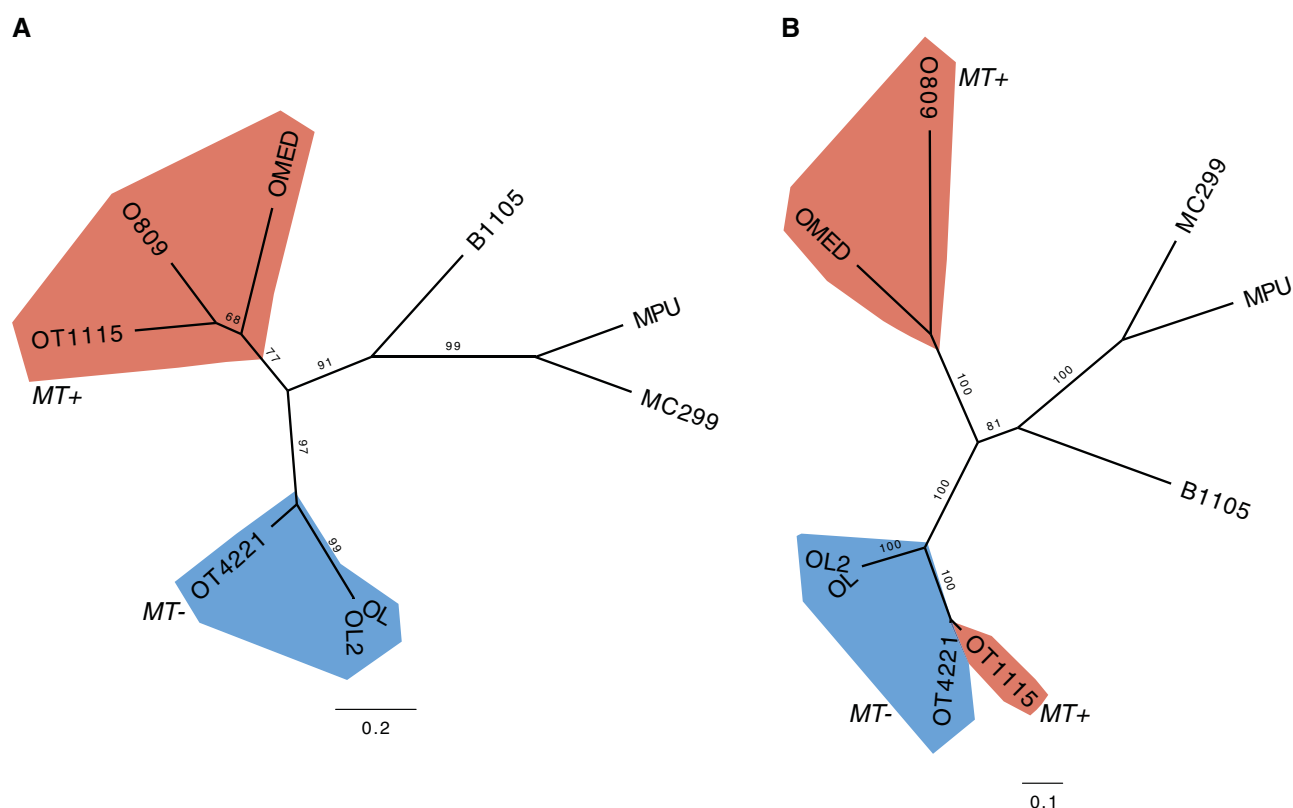 A
OMED
O809
OT1115
MT+
68
77
91
99
B1105
MPU
MC299
97
99
OT4221
MT-
OL
OL2
0.2
B
O809
MT+
OMED
MC299
MPU
100
100
81
B1105
100
100
OL2
OL
100
OT4221
OT1115
MT-
MT+
0.1